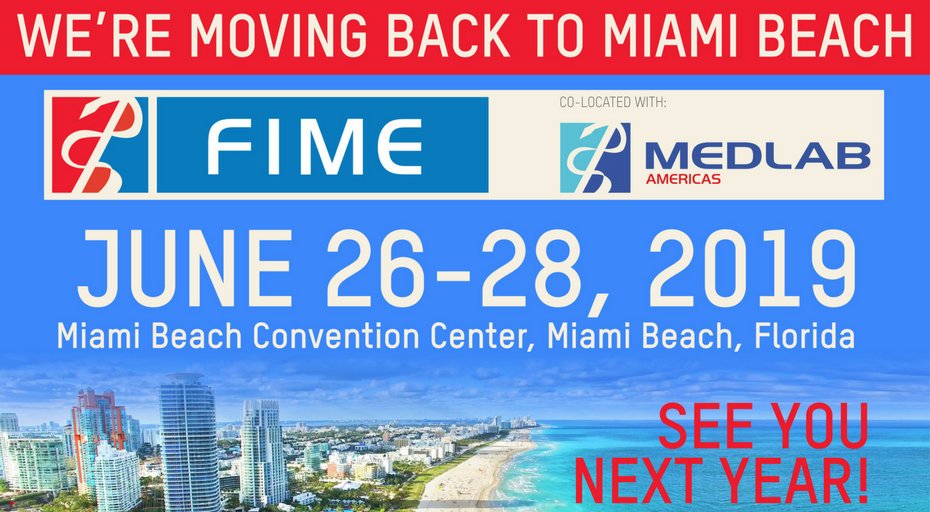 WE'RE MOVING BACK TO MIAMI BEACH
FIME
CO-LOCATED WITH:
MEDLAB
AMERICAS
JUNE 26-28, 2019
Miami Beach Convention Center, Miami Beach, Florida
SEE YOU
NEXT YEAR!